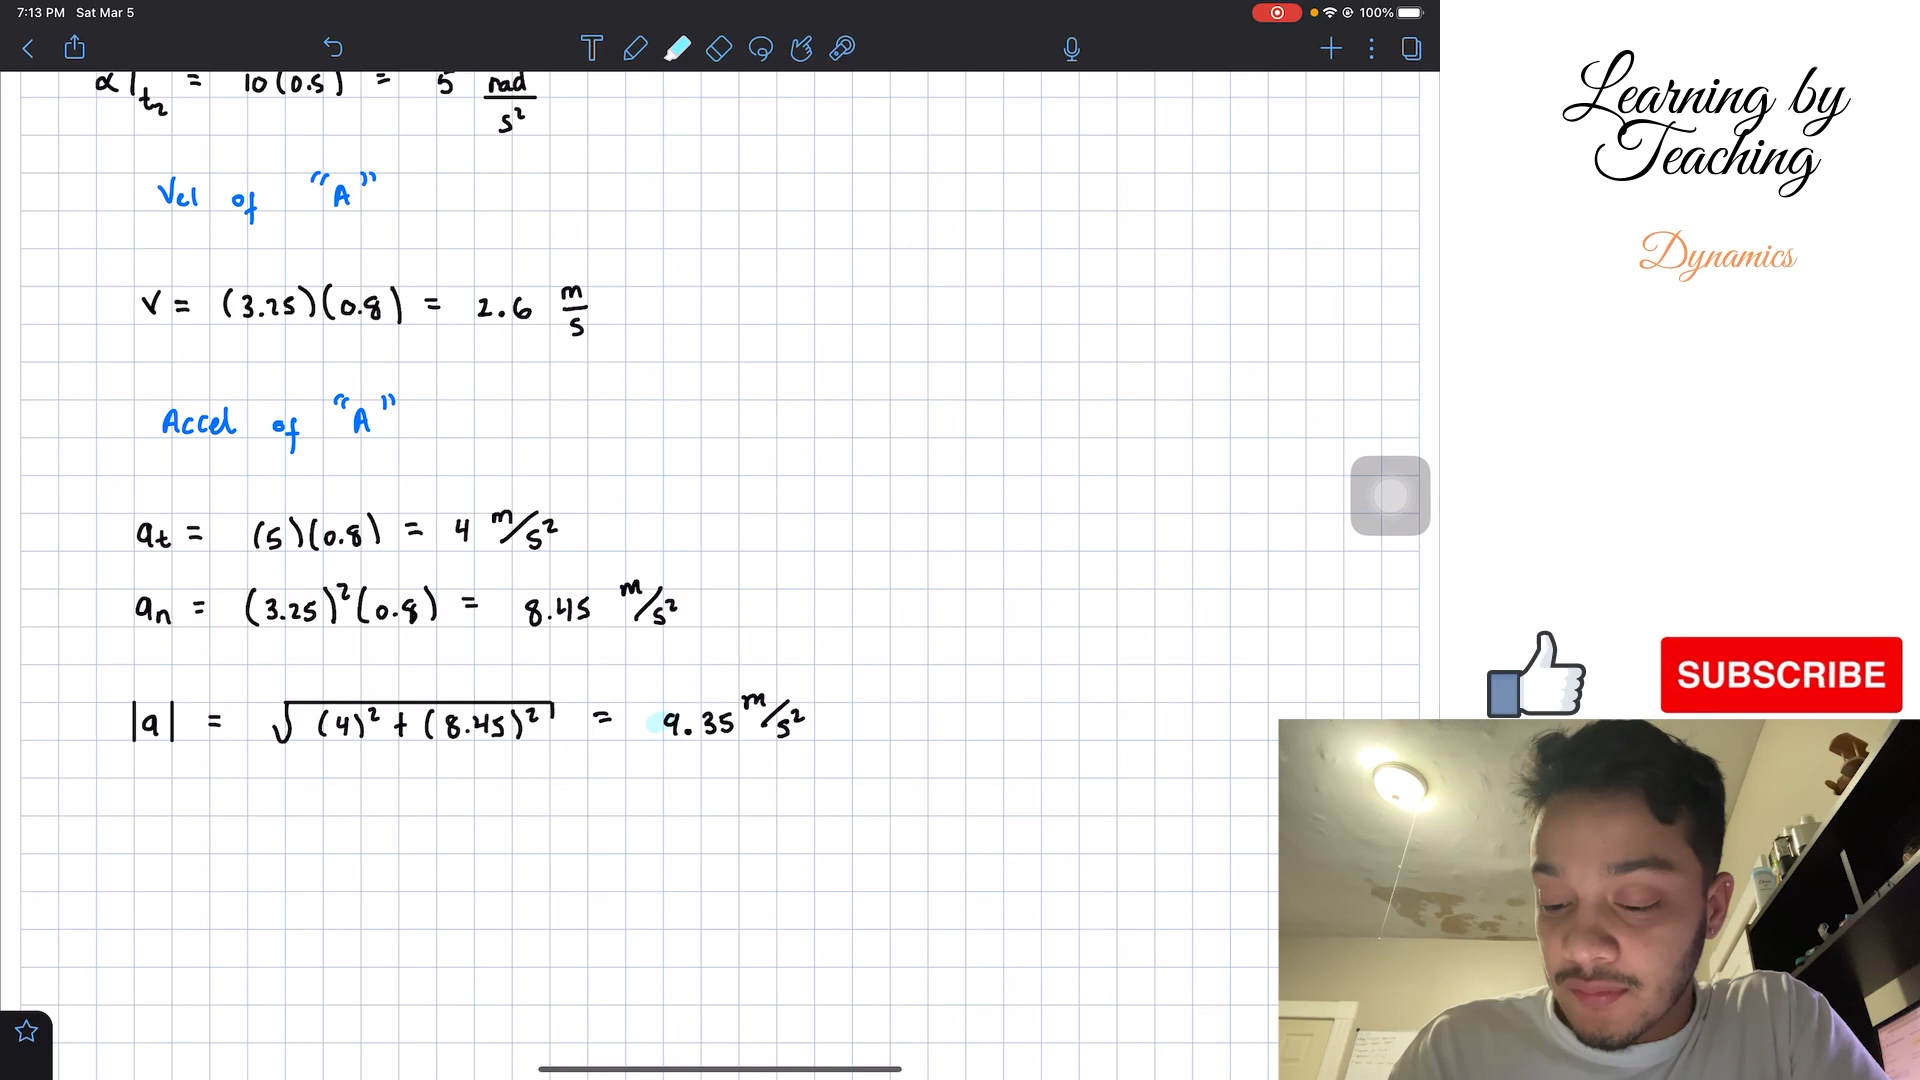 7:13 PM Sat Mar 5
100%
α|t₂ = 10(0.5) = 5 rad/s²
Vel of "A"
v = (3.25)(0.8) = 2.6 m/s
Accel of "A"
at = (5)(0.8) = 4 m/s²
an = (3.25)²(0.8) = 8.45 m/s²
|a| = √(4)² + (8.45)² = 9.35 m/s²
Learning by
Teaching
Dynamics
SUBSCRIBE